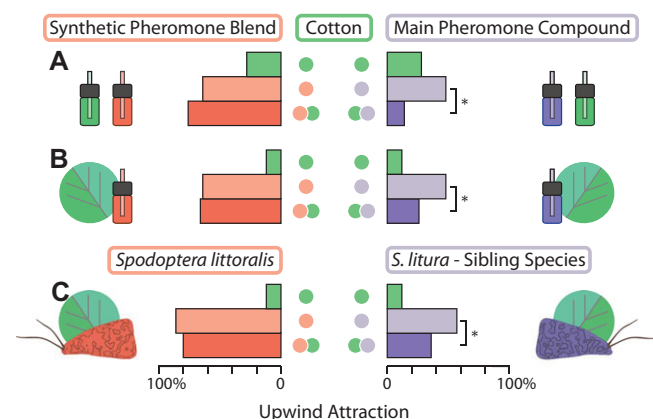 Synthetic Pheromone Blend Cotton Main Pheromone Compound
A
*
B
*
Spodoptera littoralis S. litura - Sibling Species
C
*
100% 0 0 100%
Upwind Attraction